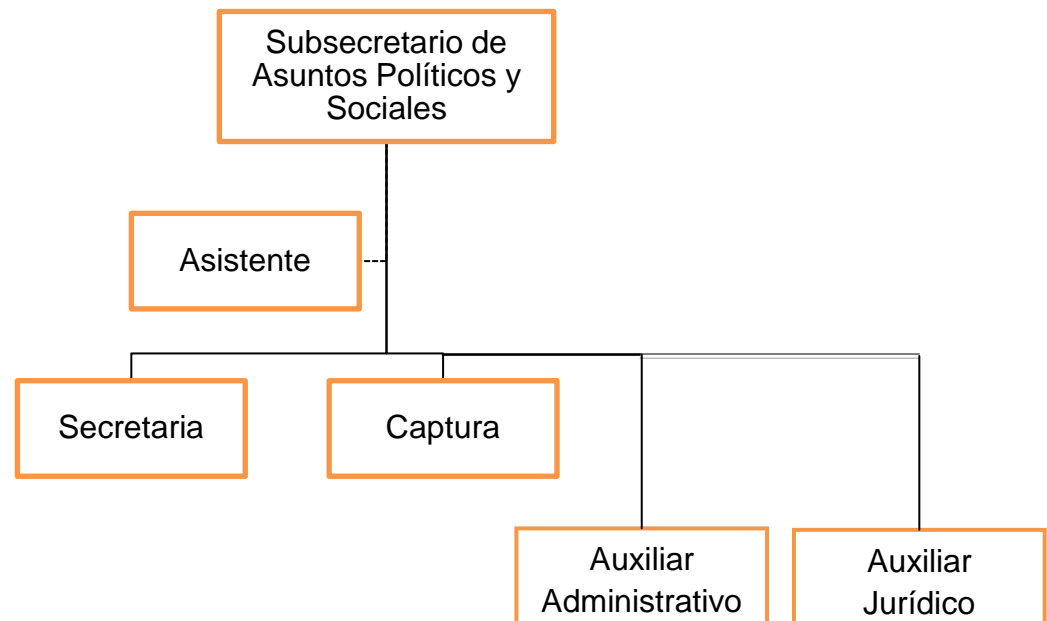 Subsecretario de
Asuntos Políticos y
Sociales
Asistente
Secretaria
Captura
Auxiliar
Administrativo
Auxiliar
Jurídico